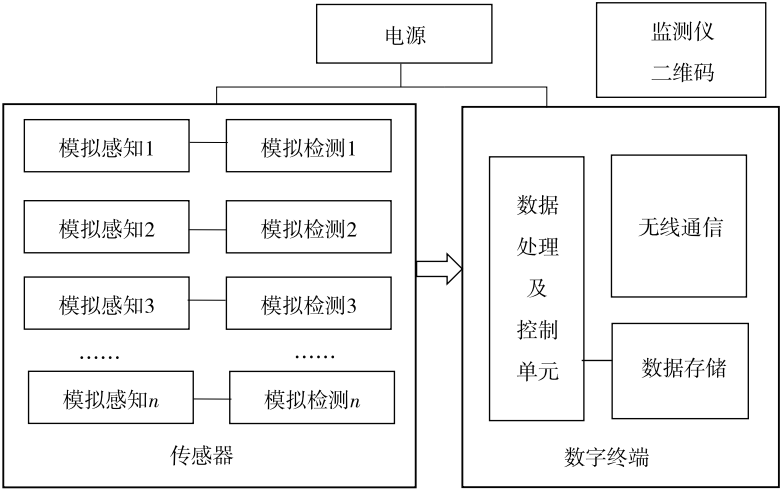 电源
监测仪
二维码
模拟感知1
模拟检测1
模拟感知2
模拟检测2
模拟感知3
模拟检测3
……
……
模拟感知n
模拟检测n
传感器
数据
处理
及
控制
单元
无线通信
数据存储
数字终端